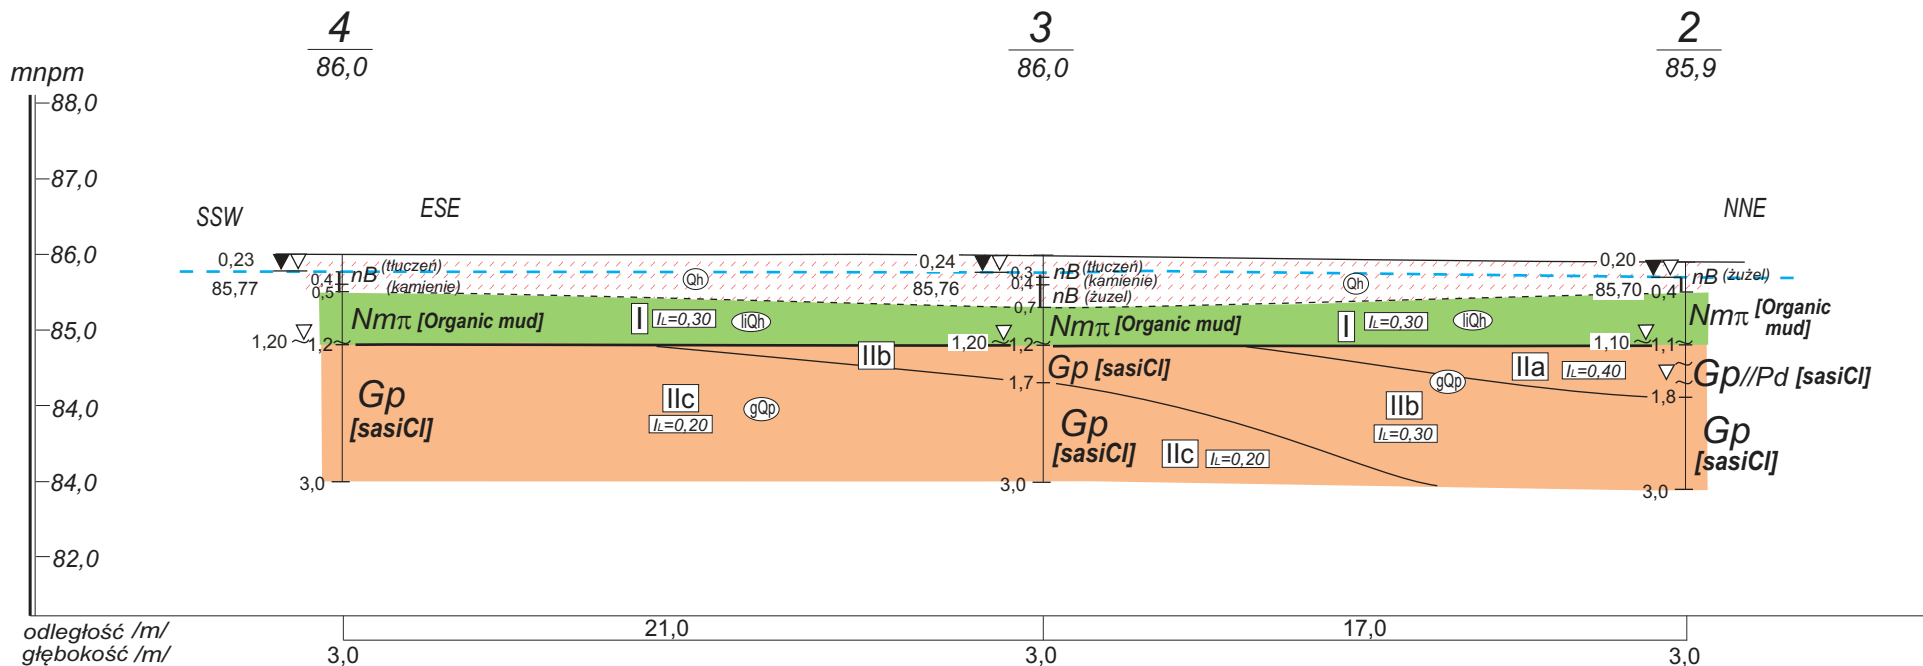 4
86,0
3
86,0
2
85,9
mnpm
88,0
87,0
86,0
85,0
84,0
84,0
82,0
SSW
ESE
NNE
0,23
85,77
0,4
0,5
nB (tłuczeń)
(kamienie)
Qh
0,24
85,76
0,3
0,4
0,7
nB (tłuczeń)
(kamienie)
nB (żuzel)
Qh
0,20
85,70
0,4
nB (żużel)
1,20
1,2
Nmπ [Organic mud]
I
IL=0,30
liQh
1,20
1,2
Nmπ [Organic mud]
I
IL=0,30
liQh
1,10
1,1
Nmπ [Organic
mud]
IIb
Gp [sasiCl]
1,7
gQp
IIa
IL=0,40
Gp//Pd [sasiCl]
1,8
Gp
[sasiCl]
IIc
IL=0,20
gQp
Gp
[sasiCl]
IIc
IL=0,20
IIb
IL=0,30
Gp
[sasiCl]
3,0
3,0
3,0
odległość /m/
21,0
17,0
głębokość /m/
3,0
3,0
3,0